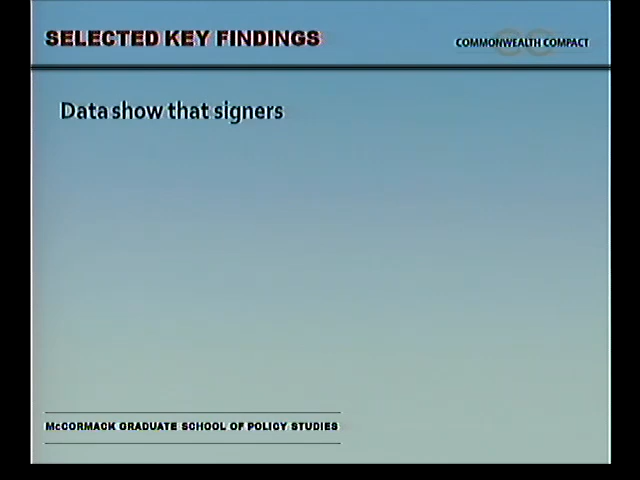 SELECTED KEY FINDINGS
COMMONWEALTH COMPACT
Data show that signers
McCORMACK GRADUATE SCHOOL OF POLICY STUDIES